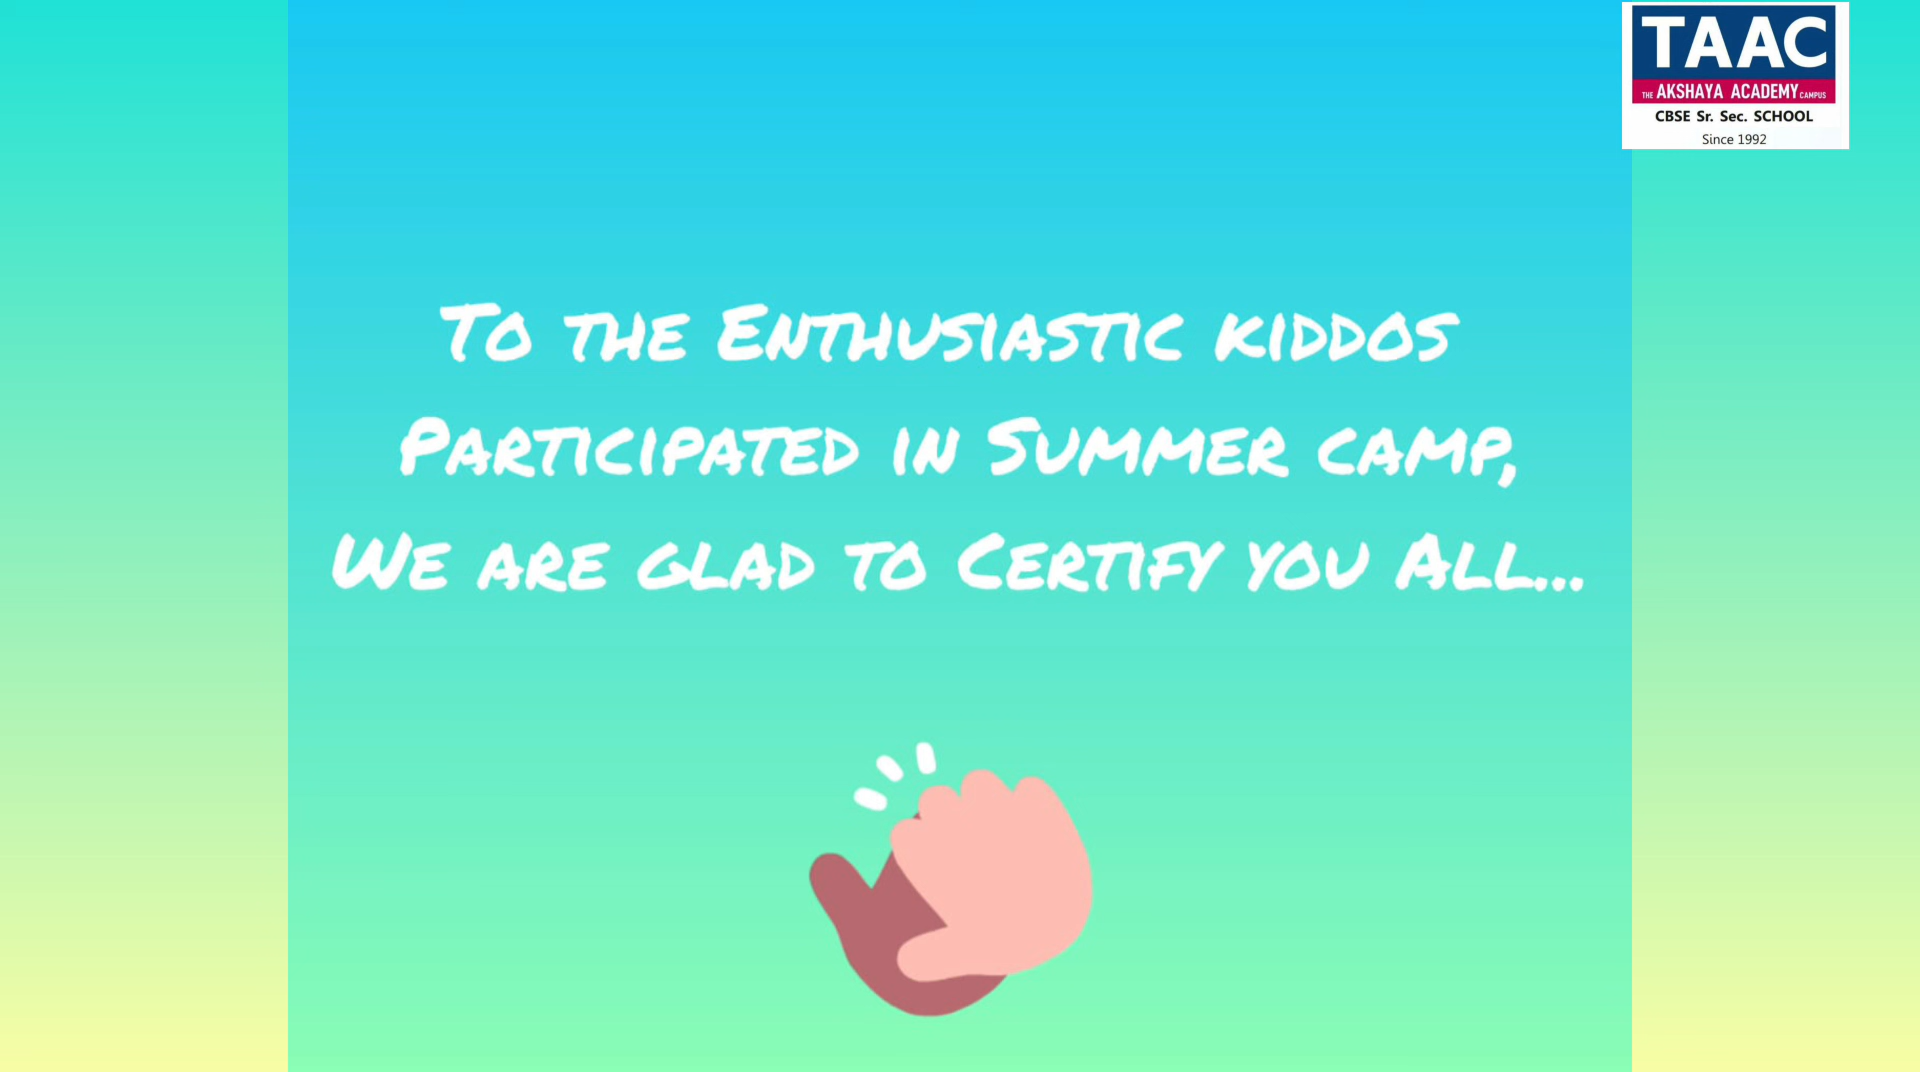 TAAC
THE AKSHAYA ACADEMY CAMPUS
CBSE Sr. Sec. SCHOOL
Since 1992
To the Enthusiastic kiddos
Participated in Summer camp,
We are glad to Certify you All...